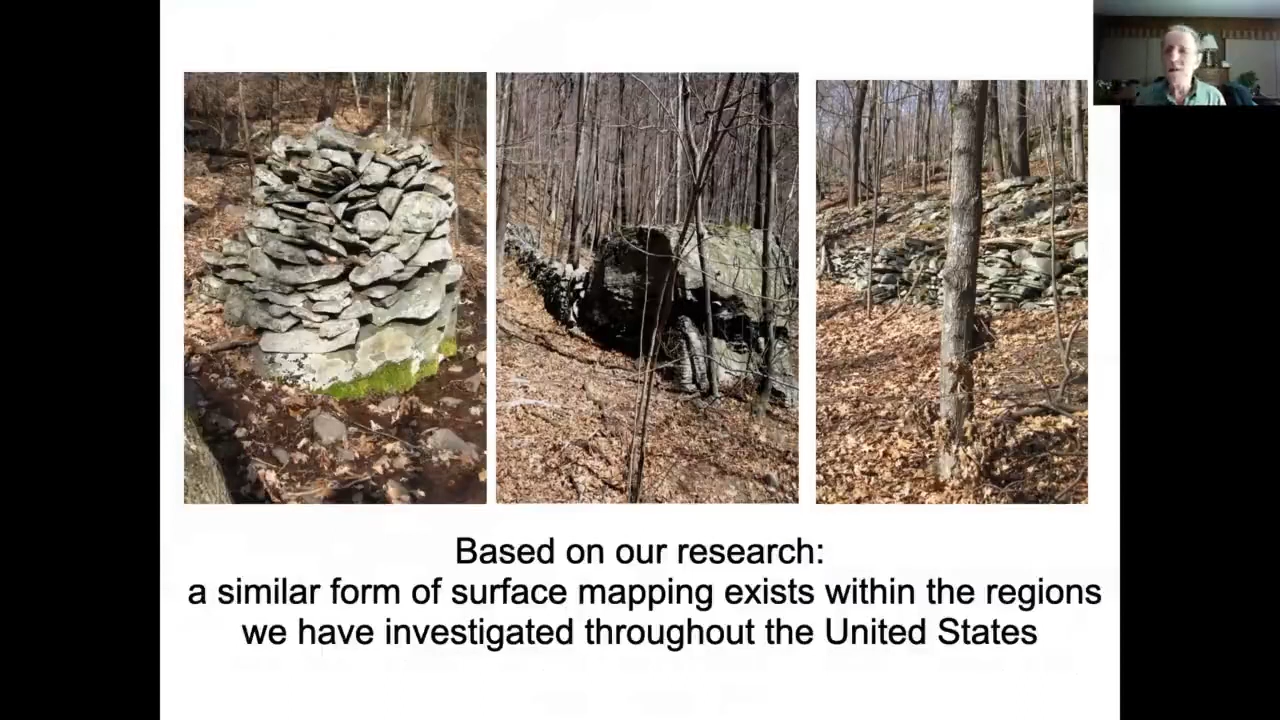 Based on our research:
a similar form of surface mapping exists within the regions
we have investigated throughout the United States